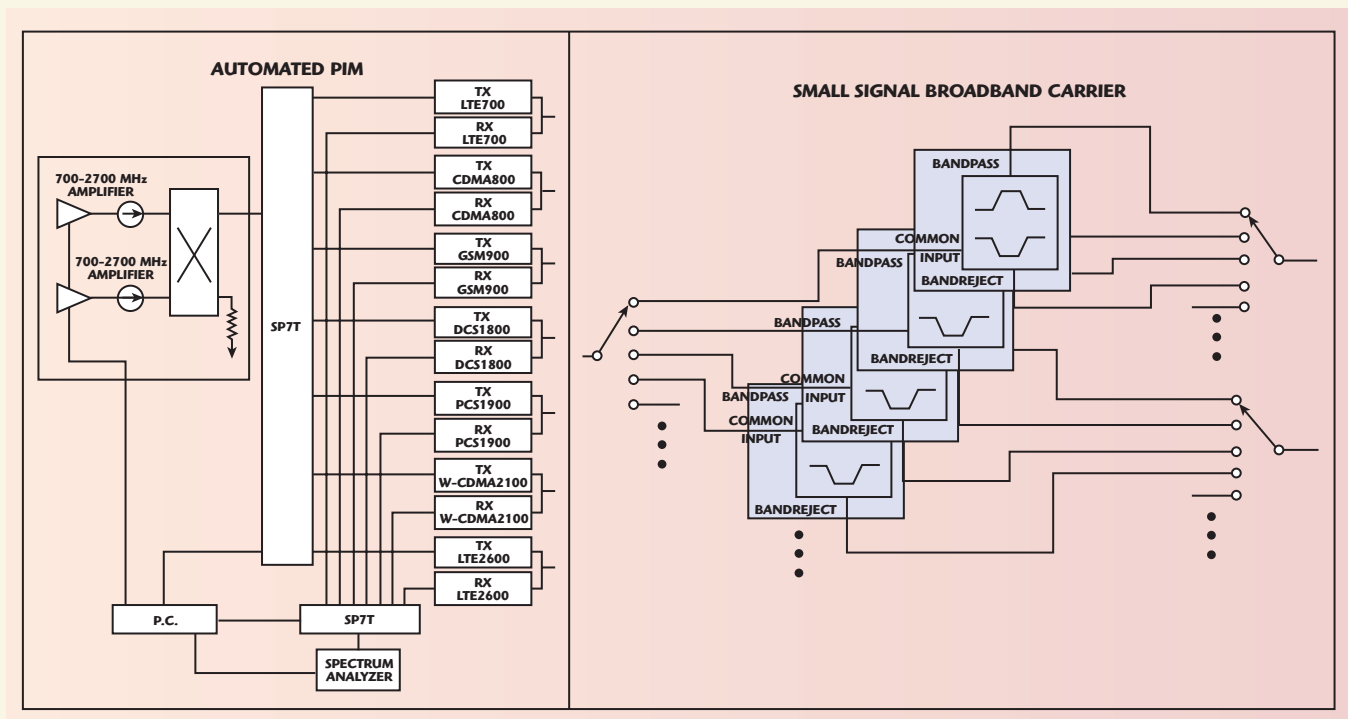 AUTOMATED PIM
700-2700 MHz
AMPLIFIER
700-2700 MHz
AMPLIFIER
SP7T
TX
LTE700
RX
LTE700
TX
CDMA800
RX
CDMA800
TX
GSM900
RX
GSM900
TX
DCS1800
RX
DCS1800
TX
PCS1900
RX
PCS1900
TX
W-CDMA2100
RX
W-CDMA2100
TX
LTE2600
RX
LTE2600
P.C.
SP7T
SPECTRUM
ANALYZER
SMALL SIGNAL BROADBAND CARRIER
BANDPASS
COMMON
INPUT
BANDREJECT
BANDPASS
BANDREJECT
BANDPASS
COMMON
INPUT
BANDREJECT
BANDPASS
COMMON
INPUT
BANDREJECT